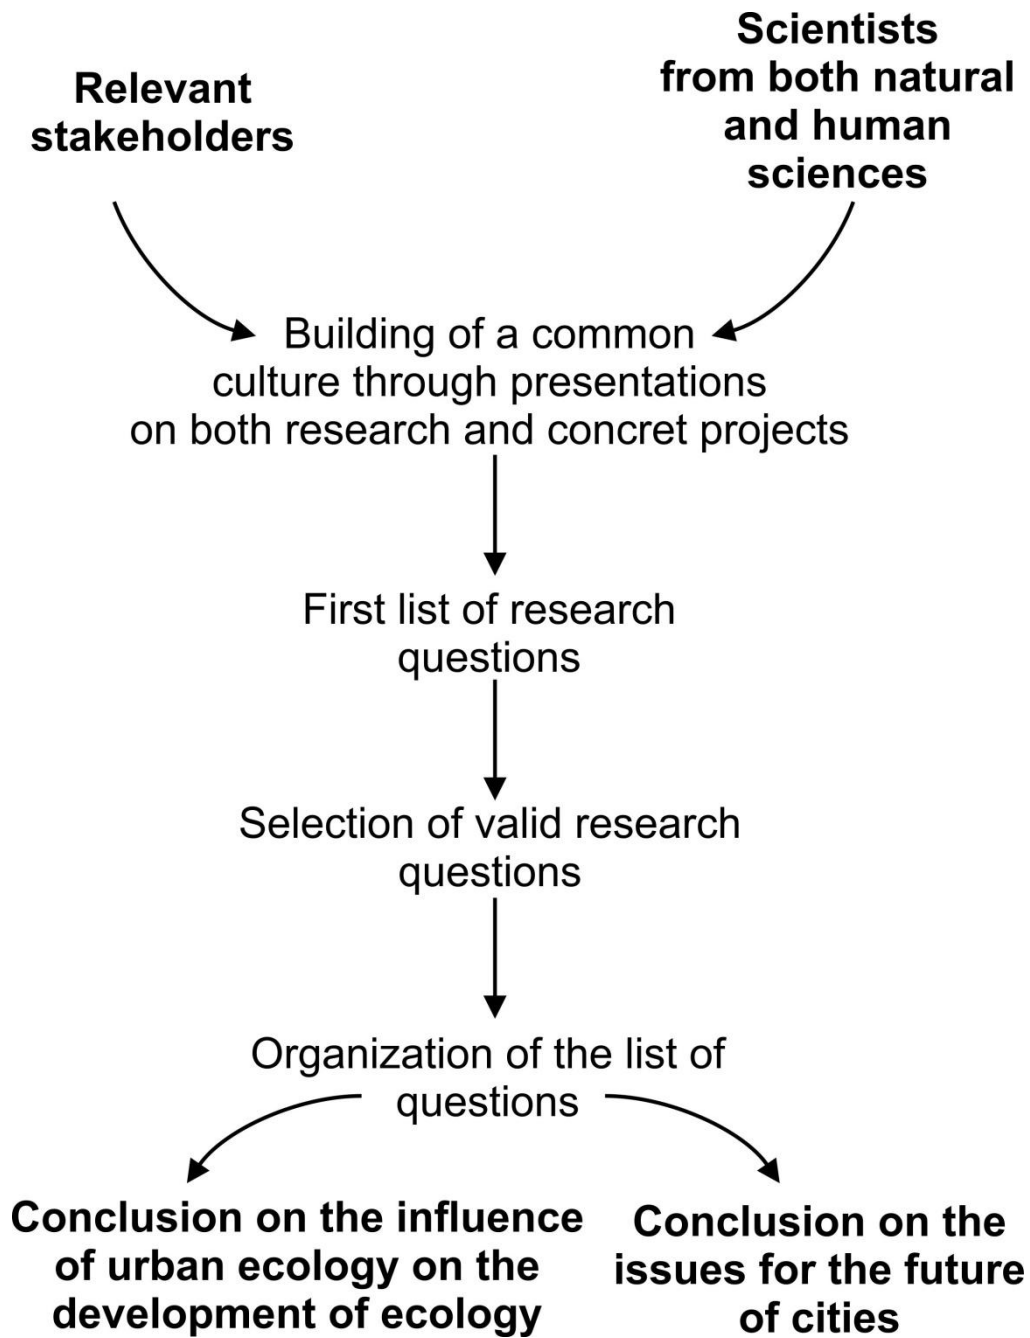 Relevant
stakeholders
Scientists
from both natural
and human
sciences
Building of a common
culture through presentations
on both research and concret projects
First list of research
questions
Selection of valid research
questions
Organization of the list of
questions
Conclusion on the influence
of urban ecology on the
development of ecology
Conclusion on the
issues for the future
of cities